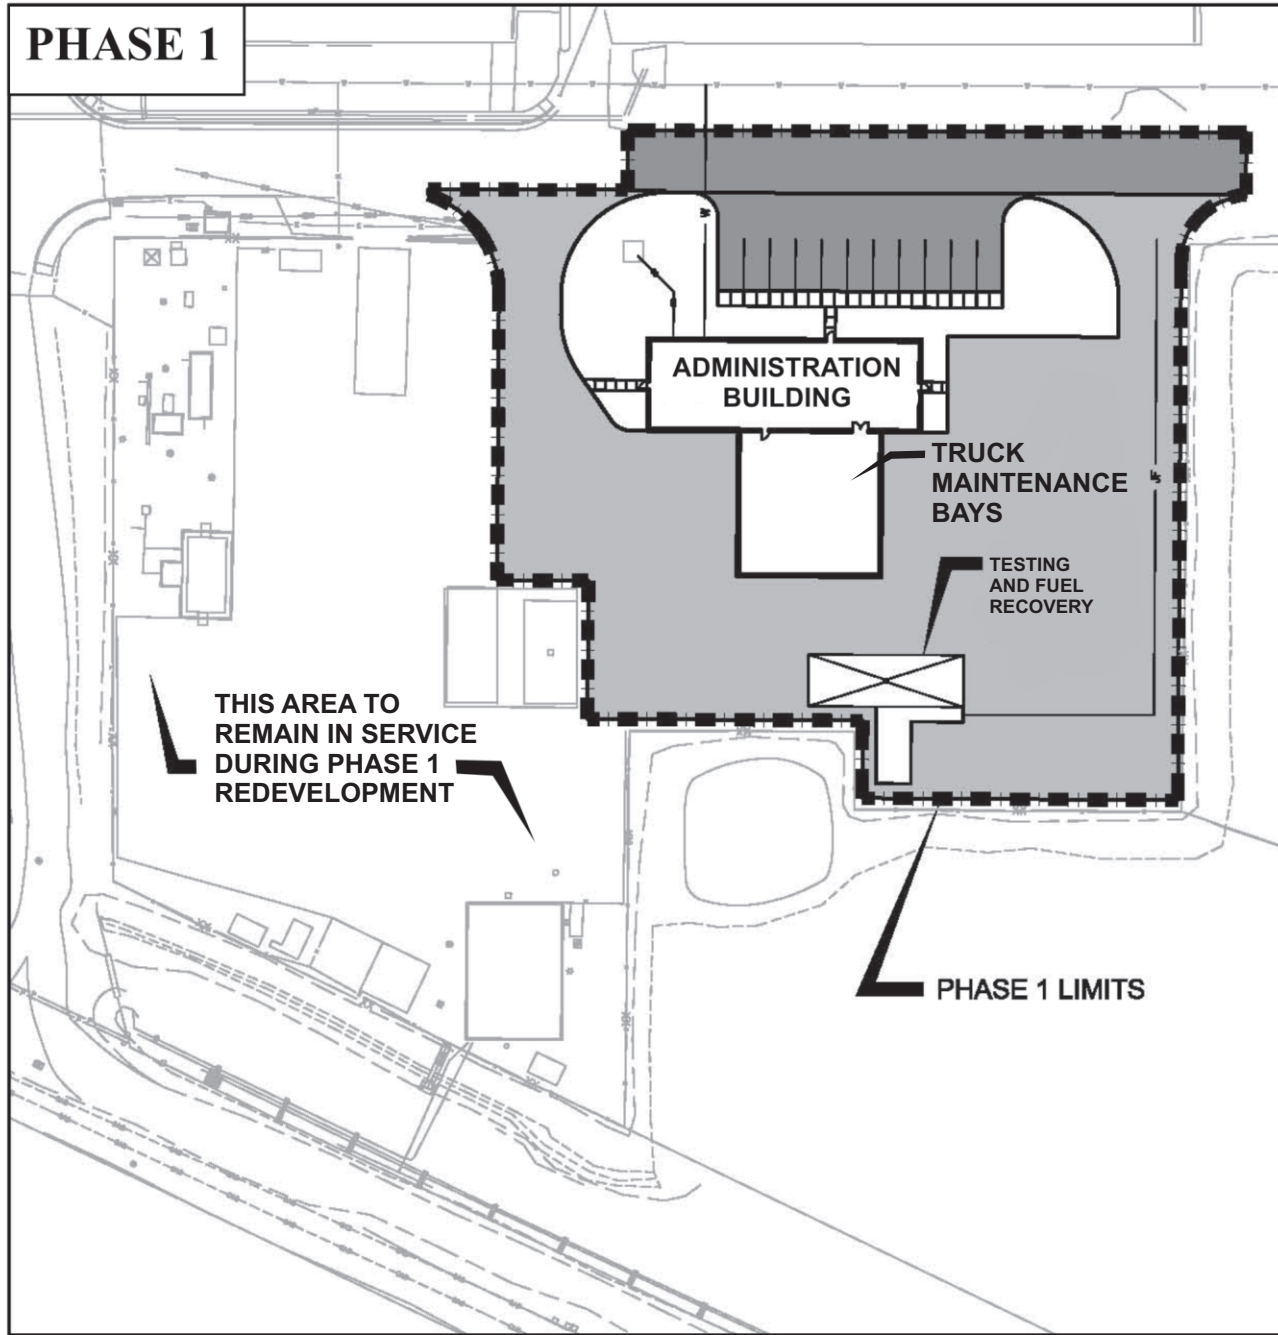 PHASE 1
ADMINISTRATION
BUILDING
TRUCK
MAINTENANCE
BAYS
TESTING
AND FUEL
RECOVERY
THIS AREA TO
REMAIN IN SERVICE
DURING PHASE 1
REDEVELOPMENT
PHASE 1 LIMITS